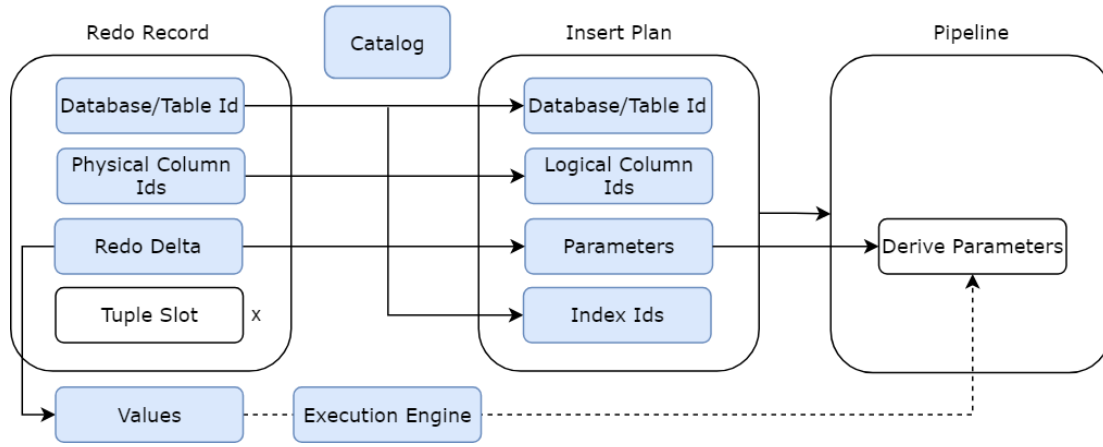 Redo Record
Catalog
Insert Plan
Pipeline
Database/Table Id
Database/Table Id
Physical Column
Ids
Logical Column
Ids
Redo Delta
Parameters
Derive Parameters
Tuple Slot
x
Index Ids
Values
Execution Engine